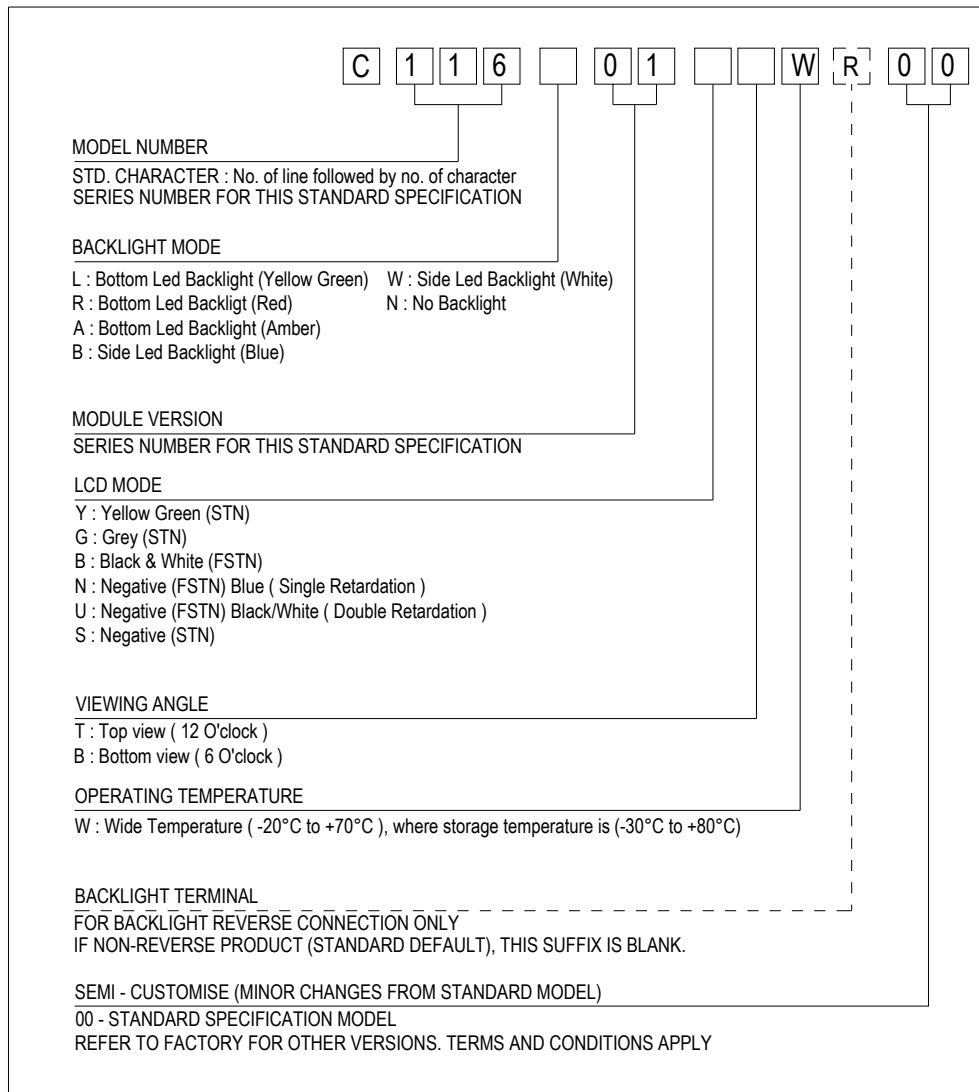 C 1 1 6 0 1 W R 0 0
MODEL NUMBER
STD. CHARACTER : No. of line followed by no. of character
SERIES NUMBER FOR THIS STANDARD SPECIFICATION
BACKLIGHT MODE
L : Bottom Led Backlight (Yellow Green) W : Side Led Backlight (White)
R : Bottom Led Backligt (Red) N : No Backlight
A : Bottom Led Backlight (Amber)
B : Side Led Backlight (Blue)
MODULE VERSION
SERIES NUMBER FOR THIS STANDARD SPECIFICATION
LCD MODE
Y : Yellow Green (STN)
G : Grey (STN)
B : Black & White (FSTN)
N : Negative (FSTN) Blue ( Single Retardation )
U : Negative (FSTN) Black/White ( Double Retardation )
S : Negative (STN)
VIEWING ANGLE
T : Top view ( 12 O'clock )
B : Bottom view ( 6 O'clock )
OPERATING TEMPERATURE
W : Wide Temperature ( -20°C to +70°C ), where storage temperature is (-30°C to +80°C)
BACKLIGHT TERMINAL
FOR BACKLIGHT REVERSE CONNECTION ONLY
IF NON-REVERSE PRODUCT (STANDARD DEFAULT), THIS SUFFIX IS BLANK.
SEMI - CUSTOMISE (MINOR CHANGES FROM STANDARD MODEL)
00 - STANDARD SPECIFICATION MODEL
REFER TO FACTORY FOR OTHER VERSIONS. TERMS AND CONDITIONS APPLY